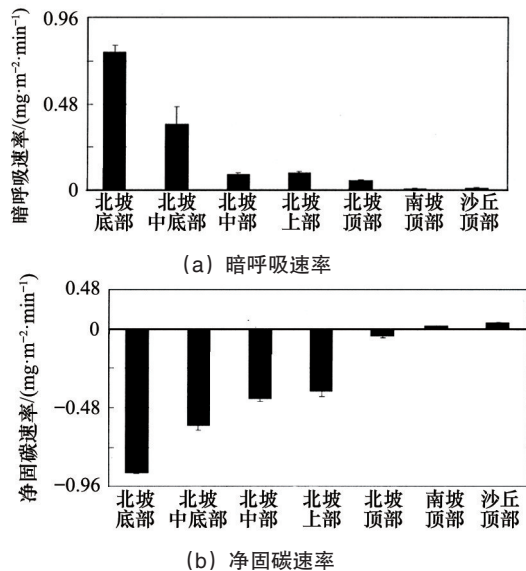 暗呼吸速率/(mg·m⁻²·min⁻¹)
0.96
0.48
0
北坡底部
北坡中底部
北坡中部
北坡上部
北坡顶部
南坡顶部
沙丘顶部
(a) 暗呼吸速率
净固碳速率/(mg·m⁻²·min⁻¹)
0.48
0
−0.48
−0.96
北坡底部
北坡中底部
北坡中部
北坡上部
北坡顶部
南坡顶部
沙丘顶部
(b) 净固碳速率